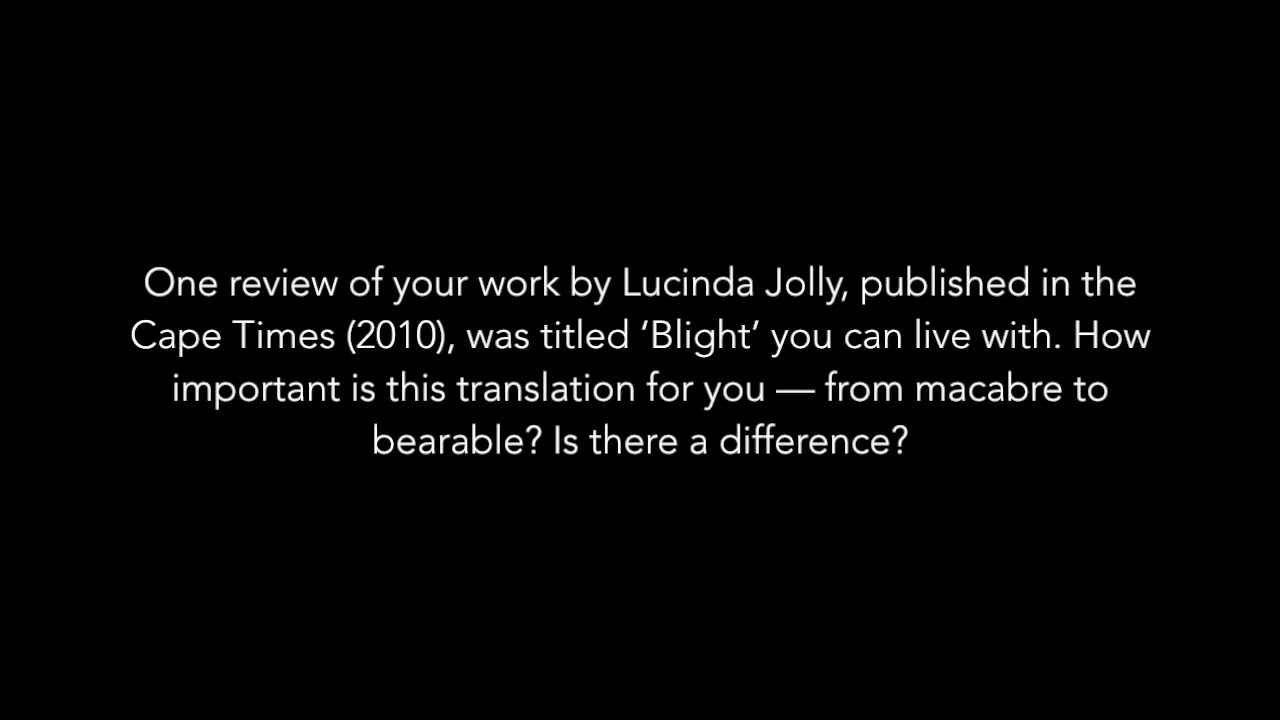 One review of your work by Lucinda Jolly, published in the
Cape Times (2010), was titled ‘Blight’ you can live with. How
important is this translation for you — from macabre to
bearable? Is there a difference?